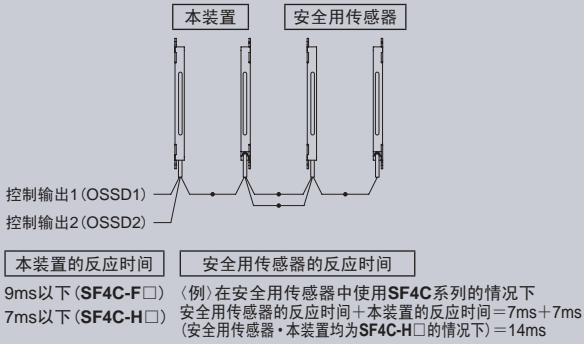 本装置 安全用传感器
控制输出1(OSSD1)
控制输出2(OSSD2)
本装置的反应时间 安全用传感器的反应时间
9ms以下(SF4C-F□) 〈例〉在安全用传感器中使用SF4C系列的情况下
7ms以下(SF4C-H□) 安全用传感器的反应时间+本装置的反应时间=7ms+7ms
(安全用传感器・本装置均为SF4C-H□的情况下)=14ms